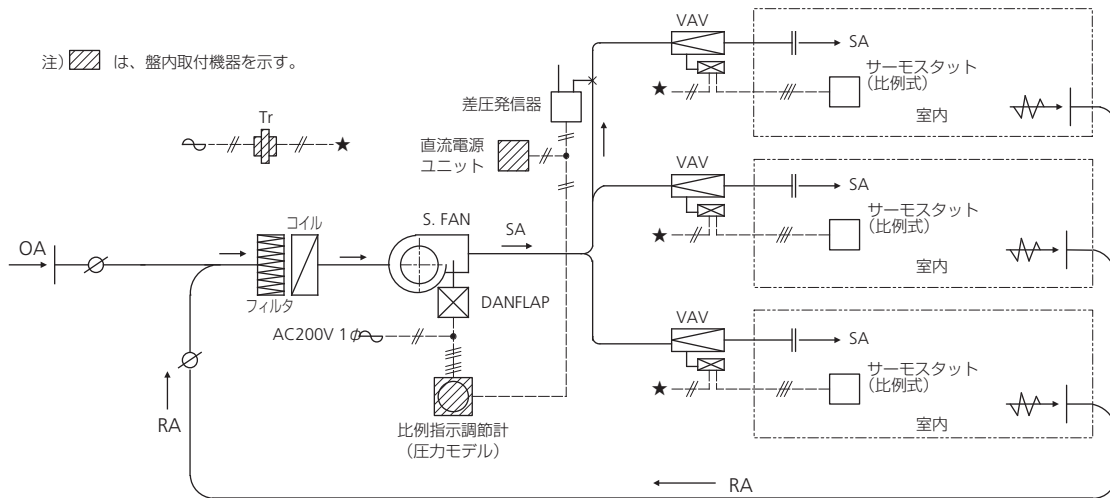 注) は、盤内取付機器を示す。
Tr
★
差圧発信器
直流電源
ユニット
OA
フィルタ
コイル
S. FAN
SA
DANFLAP
AC200V 1φ
比例指示調節計
(圧力モデル)
RA
RA
VAV
SA
★
サーモスタット
(比例式)
室内
VAV
SA
★
サーモスタット
(比例式)
室内
VAV
SA
★
サーモスタット
(比例式)
室内